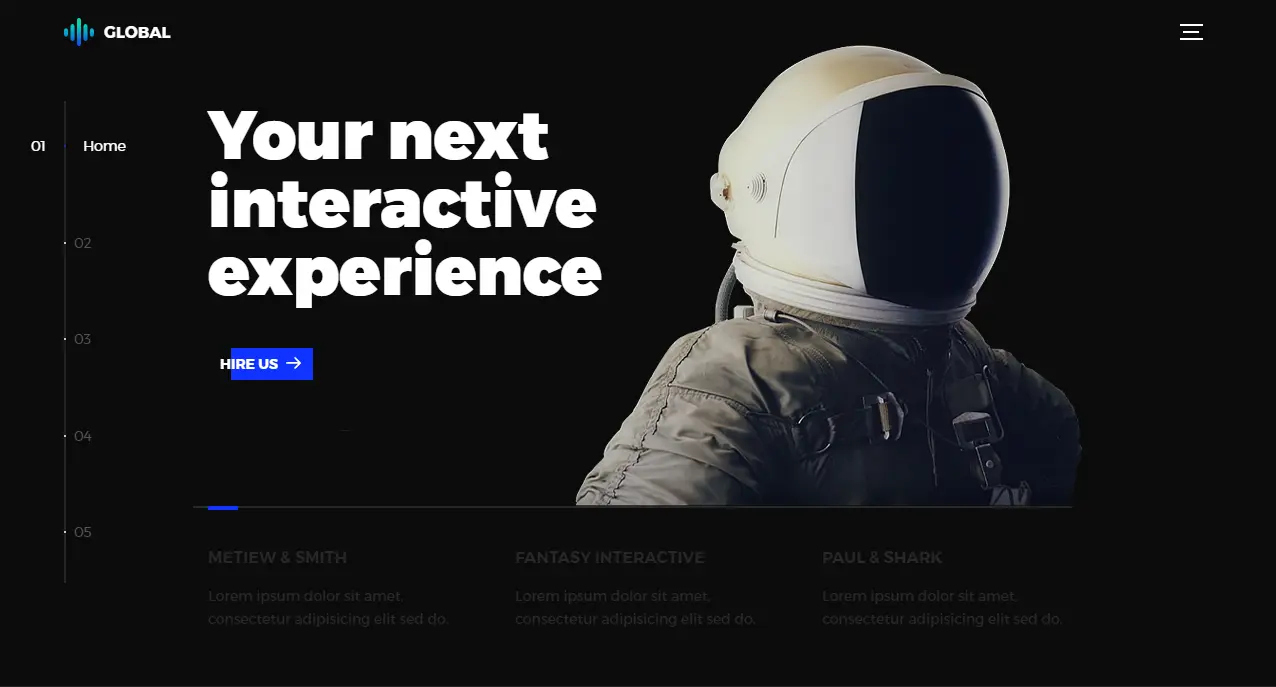 GLOBAL
01 Home
Your next
interactive
experience
02
03
HIRE US
04
05
METIEW & SMITH
Lorem ipsum dolor sit amet,
consectetur adipisicing elit sed do.
FANTASY INTERACTIVE
Lorem ipsum dolor sit amet,
consectetur adipisicing elit sed do.
PAUL & SHARK
Lorem ipsum dolor sit amet,
consectetur adipisicing elit sed do.